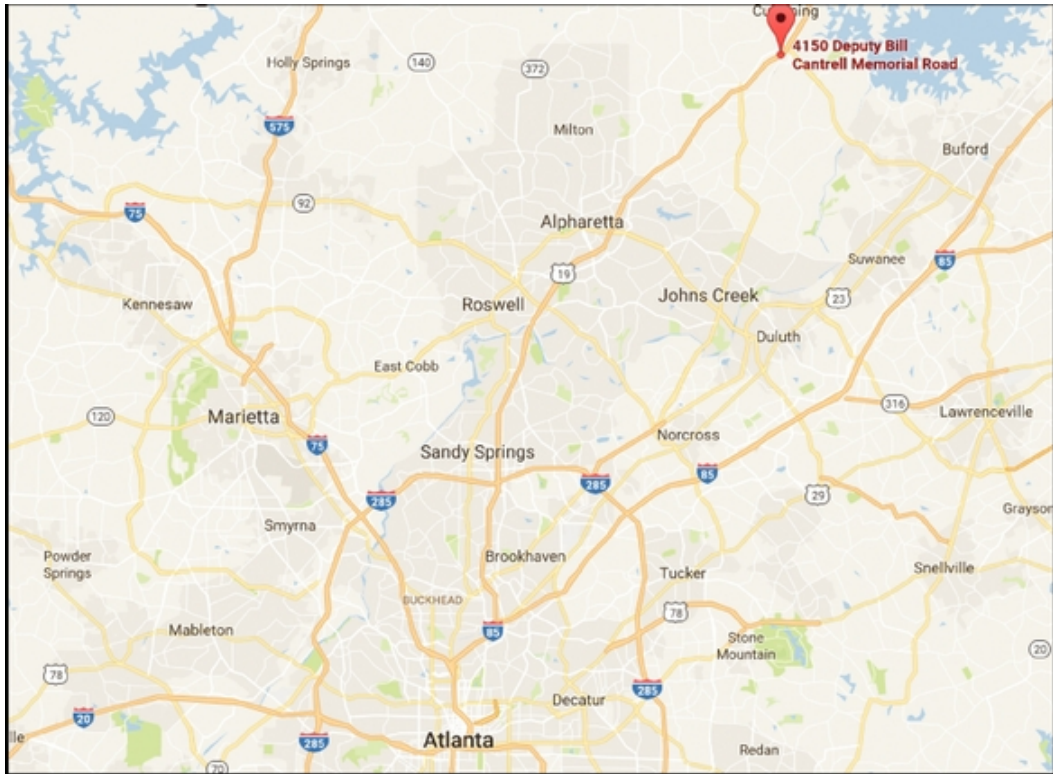 Cumming
4150 Deputy Bill
Cantrell Memorial Road
Holly Springs
140
372
575
Milton
Buford
75
92
Alpharetta
19
Suwanee
85
Kennesaw
Roswell
Johns Creek
23
Duluth
East Cobb
120
Marietta
316
Lawrenceville
75
Norcross
Sandy Springs
85
285
285
29
Smyrna
Grayson
Powder
Springs
Brookhaven
Tucker
Snellville
BUCKHEAD
78
Mableton
85
Stone
Mountain
20
78
285
Decatur
20
lle
285
Atlanta
Redan
70